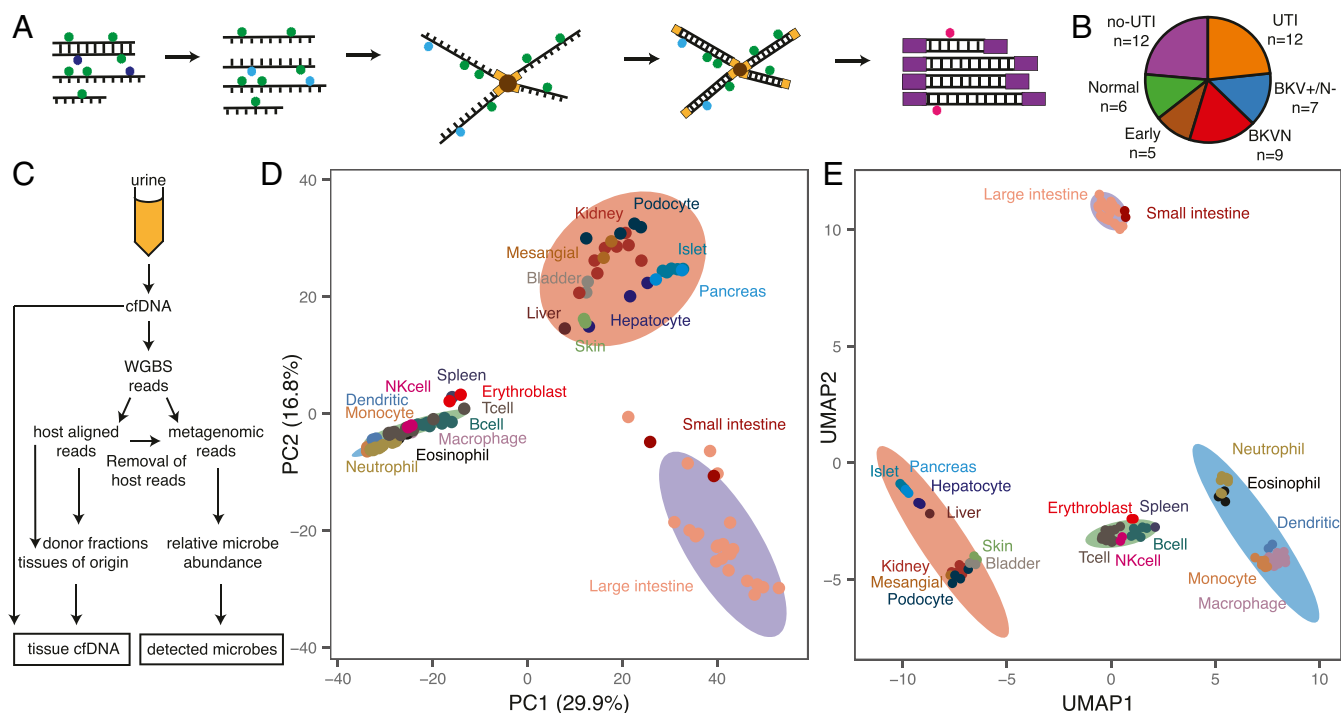 A
B
no-UTI
n=12
UTI
n=12
Normal
n=6
BKV+/N-
n=7
Early
n=5
BKVN
n=9
C
urine
cfDNA
WGBS
reads
host aligned
reads
metagenomic
reads
Removal of
host reads
donor fractions
tissues of origin
relative microbe
abundance
tissue cfDNA
detected microbes
D
40
20
0
−20
−40
PC2 (16.8%)
Podocyte
Kidney
Mesangial
Islet
Bladder
Pancreas
Liver
Hepatocyte
Skin
Spleen
NKcell
Erythroblast
Dendritic
Tcell
Monocyte
Bcell
Macrophage
Eosinophil
Neutrophil
Small intestine
Large intestine
−40
−20
0
20
40
PC1 (29.9%)
E
10
5
0
−5
UMAP2
Large intestine
Small intestine
Neutrophil
Islet
Pancreas
Eosinophil
Hepatocyte
Liver
Erythroblast
Spleen
Dendritic
Skin
Tcell
Bcell
Kidney
Bladder
NKcell
Mesangial
Monocyte
Podocyte
Macrophage
−10
−5
0
5
10
UMAP1